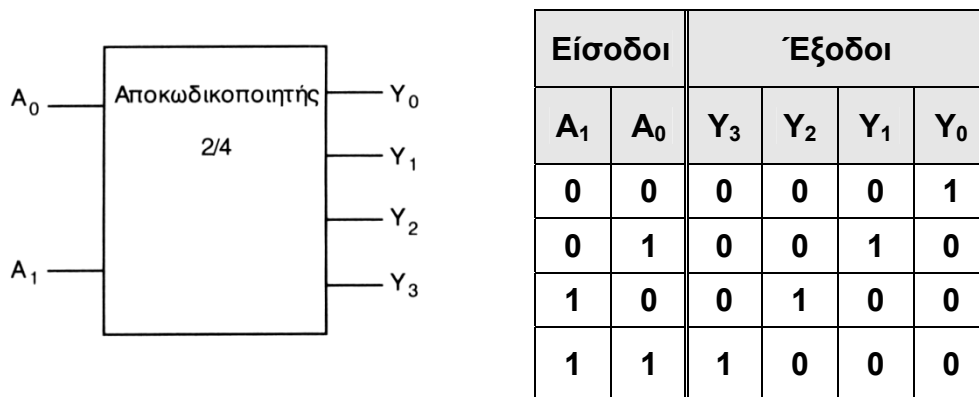 A0 Αποκωδικοποιητής Y0
2/4
Y1
Y2
A1 Y3
Είσοδοι Έξοδοι
A1 A0 Y3 Y2 Y1 Y0
0 0 0 0 0 1
0 1 0 0 1 0
1 0 0 1 0 0
1 1 1 0 0 0